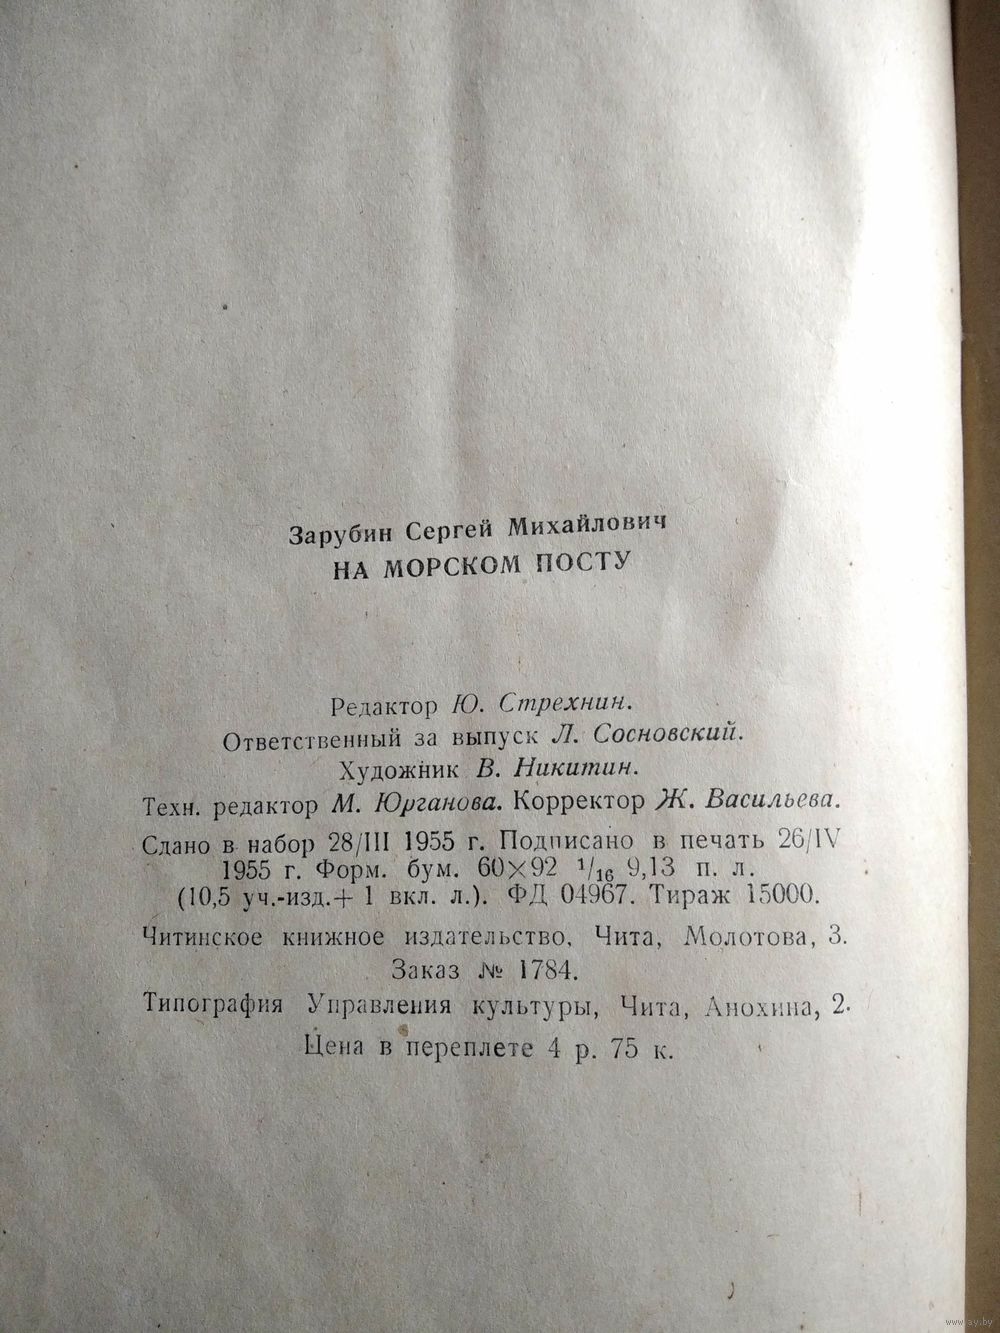 Зарубин Сергей Михайлович
НА МОРСКОМ ПОСТУ
Редактор Ю. Стрехнин.
Ответственный за выпуск Л. Сосновский.
Художник В. Никитин.
Техн. редактор М. Юрганова. Корректор Ж. Васильева.
Сдано в набор 28/III 1955 г. Подписано в печать 26/IV
1955 г. Форм. бум. 60×92 1/16 9,13 п. л.
(10,5 уч.-изд.+ 1 вкл. л.). ФД 04967. Тираж 15000.
Читинское книжное издательство, Чита, Молотова, 3.
Заказ № 1784.
Типография Управления культуры, Чита, Анохина, 2.
Цена в переплете 4 р. 75 к.
www.ay.by